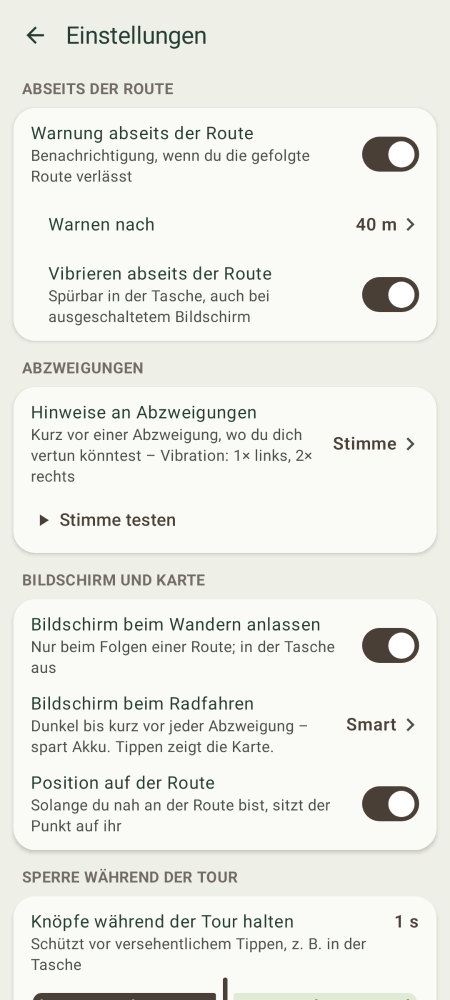 Einstellungen
ABSEITS DER ROUTE
Warnung abseits der Route
Benachrichtigung, wenn du die gefolgte
Route verlässt
Warnen nach
40 m
Vibrieren abseits der Route
Spürbar in der Tasche, auch bei
ausgeschaltetem Bildschirm
ABZWEIGUNGEN
Hinweise an Abzweigungen
Kurz vor einer Abzweigung, wo du dich
vertun könntest – Vibration: 1× links, 2×
rechts
Stimme
Stimme testen
BILDSCHIRM UND KARTE
Bildschirm beim Wandern anlassen
Nur beim Folgen einer Route; in der Tasche
aus
Bildschirm beim Radfahren
Dunkel bis kurz vor jeder Abzweigung –
spart Akku. Tippen zeigt die Karte.
Smart
Position auf der Route
Solange du nah an der Route bist, sitzt der
Punkt auf ihr
SPERRE WÄHREND DER TOUR
Knöpfe während der Tour halten
1 s
Schützt vor versehentlichem Tippen, z. B. in der
Tasche